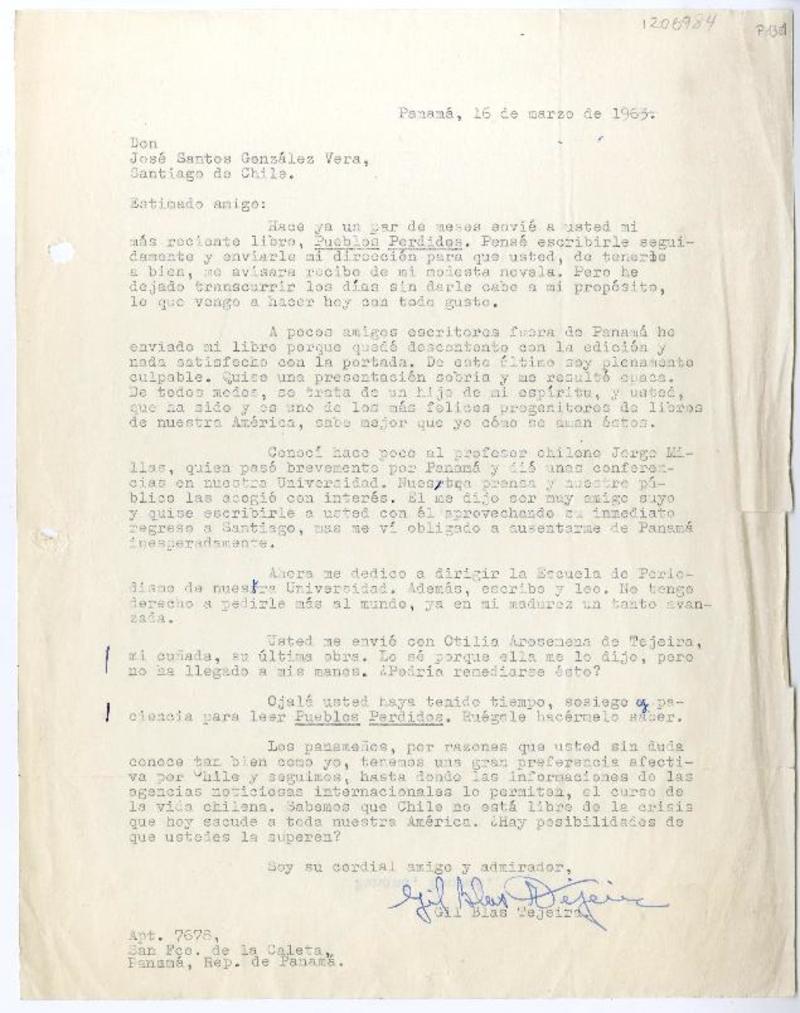 1206984
Panamá, 16 de marzo de 1963.
Don
José Santos González Vera,
Santiago de Chile.
Estimado amigo:
Hace ya un par de meses envié a usted mi
más reciente libro, Pueblos Perdidos. Pensé escribirle segui-
damente y enviarle mi dirección para que usted, de tenerlo
a bien, me avisara recibo de mi modesta novela. Pero he
dejado transcurrir los días sin darle cabo a mi propósito,
lo que vengo a hacer hoy con todo gusto.
A pocos amigos escritores fuera de Panamá he
enviado mi libro porque quedé descontento con la edición y
nada satisfecho con la portada. De esto último soy plenamente
culpable. Quise una presentación sobria y me resultó opaca.
De todos modos, se trata de un hijo de mi espíritu, y usted,
que ha sido y es uno de los más felices progenitores de libros
de nuestra América, sabe mejor que yo cómo se aman éstos.
Conocí hace poco al profesor chileno Jorge Mi-
llas, quien pasó brevemente por Panamá y dió unas conferen-
cias en nuestra Universidad. Nuestra prensa y nuestro pú-
blico las acogió con interés. El me dijo ser muy amigo suyo
y quise escribirle a usted con él aprovechando su inmediato
regreso a Santiago, mas me ví obligado a ausentarme de Panamá
inesperadamente.
Ahora me dedico a dirigir la Escuela de Perio-
dismo de nuestra Universidad. Además, escribo y leo. No tengo
derecho a pedirle más al mundo, ya en mi madurez un tanto avan-
zada.
Usted me envió con Otilia Arosemena de Tejeira,
mi cuñada, su última obra. Lo sé porque ella me lo dijo, pero
no ha llegado a mis manos. ¿Podría remediarse ésto?
Ojalá usted haya tenido tiempo, sosiego y pa-
ciencia para leer Pueblos Perdidos. Ruégole hacérmelo saber.
Los panameños, por razones que usted sin duda
conoce tan bien como yo, tenemos una gran preferencia afecti-
va por Chile y seguimos, hasta donde las informaciones de las
agencias noticiosas internacionales lo permiten, el curso de
la vida chilena. Sabemos que Chile no está libre de la crisis
que hoy sacude a toda nuestra América. ¿Hay posibilidades de
que ustedes la superen?
Soy su cordial amigo y admirador,
Gil Blas Tejeira
Gil Blas Tejeira
Apt. 7678,
San Fco. de la Caleta,
Panamá, Rep. de Panamá.